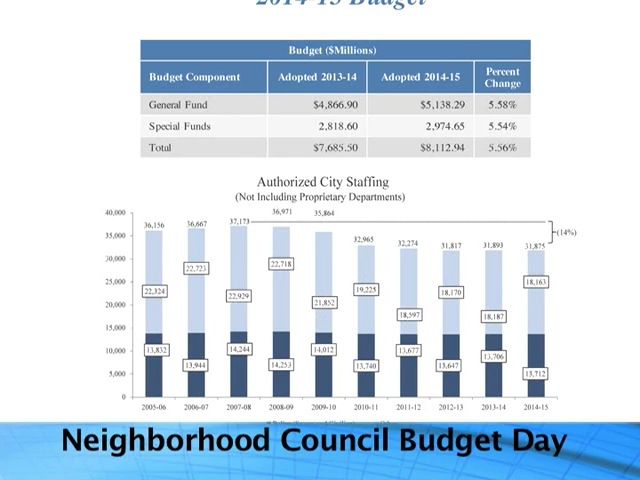 2014-15 Budget
Budget ($Millions)
Budget Component Adopted 2013-14 Adopted 2014-15 Percent Change
General Fund $4,866.90 $5,138.29 5.58%
Special Funds 2,818.60 2,974.65 5.54%
Total $7,685.50 $8,112.94 5.56%
Authorized City Staffing
(Not Including Proprietary Departments)
40,000
35,000
30,000
25,000
20,000
15,000
10,000
5,000
0
36,156 36,667 37,173 36,971 35,864 32,965 32,274 31,817 31,893 31,875
(14%)
22,324 22,723 22,929 22,718 21,852 19,225 18,597 18,170 18,187 18,163
13,832 13,944 14,244 14,253 14,012 13,740 13,677 13,647 13,706 13,712
2005-06 2006-07 2007-08 2008-09 2009-10 2010-11 2011-12 2012-13 2013-14 2014-15
Neighborhood Council Budget Day